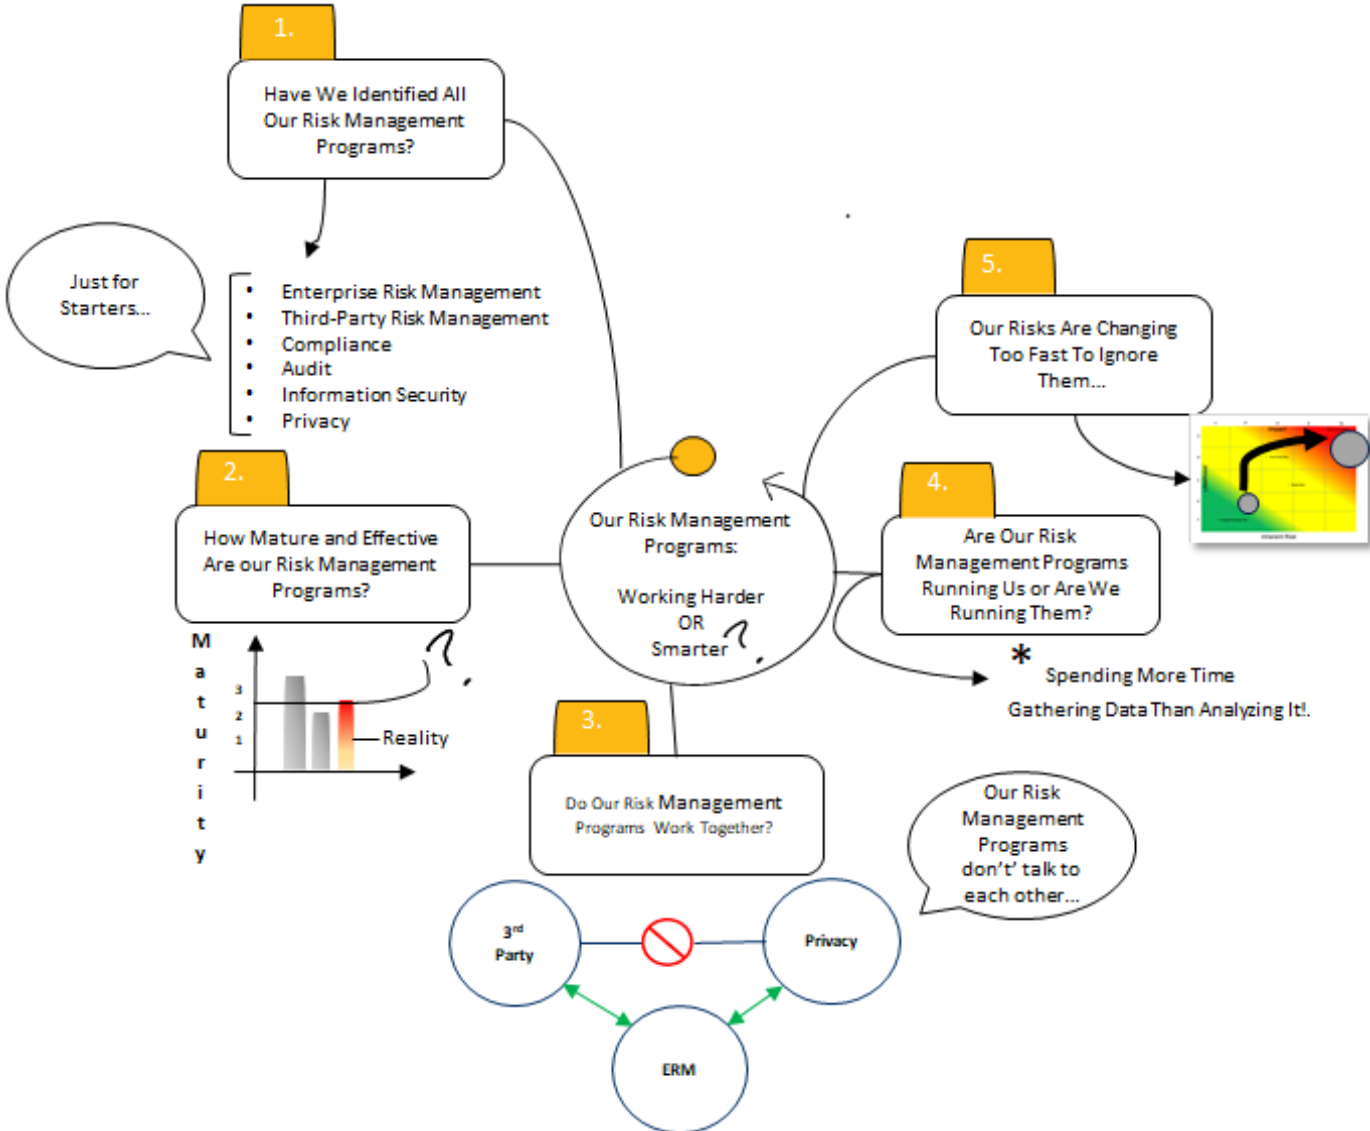 1.
Have We Identified All
Our Risk Management
Programs?
Just for
Starters...
• Enterprise Risk Management
• Third-Party Risk Management
• Compliance
• Audit
• Information Security
• Privacy
2.
How Mature and Effective
Are our Risk Management
Programs?
Maturity
3
2
1
?
Reality
Our Risk Management
Programs:
Working Harder
OR
Smarter ?
3.
Do Our Risk Management
Programs Work Together?
3rd
Party
Privacy
ERM
Our Risk
Management
Programs
don't' talk to
each other...
4.
Are Our Risk
Management Programs
Running Us or Are We
Running Them?
*
Spending More Time
Gathering Data Than Analyzing It!.
5.
Our Risks Are Changing
Too Fast To Ignore
Them...